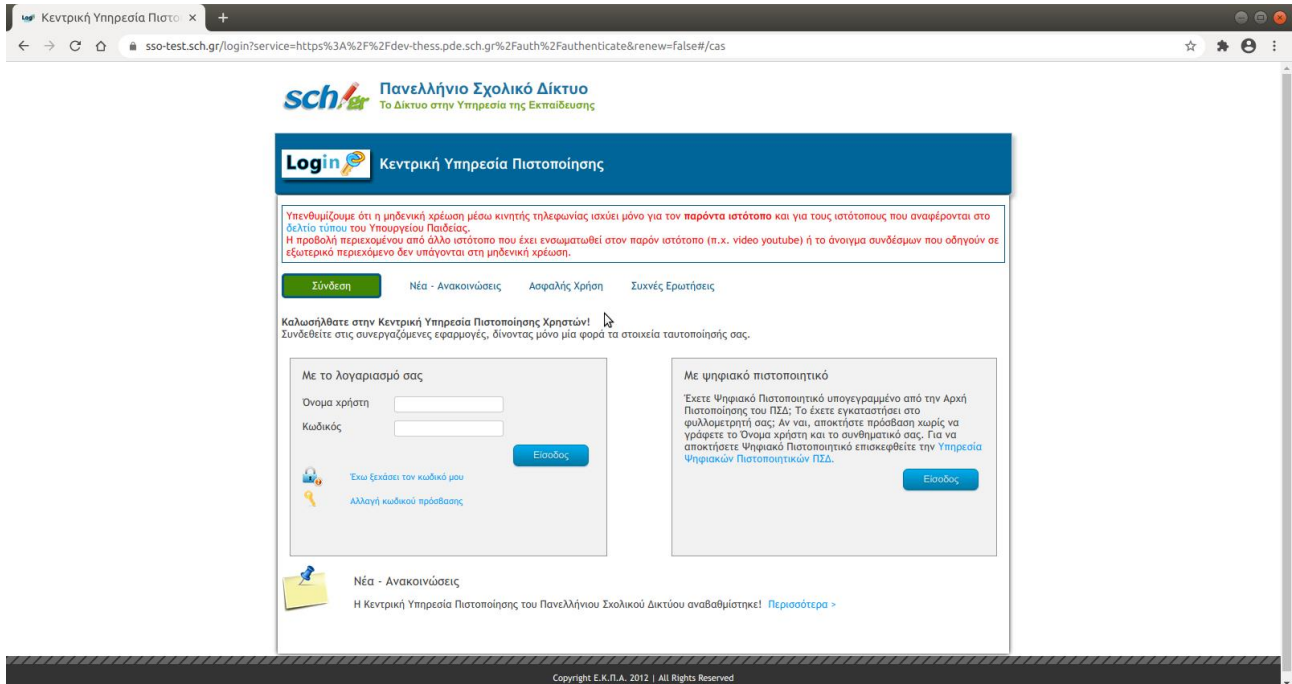 Κεντρική Υπηρεσία Πιστο
sso-test.sch.gr/login?service=https%3A%2F%2Fdev-thess.pde.sch.gr%2Fauth%2Fauthenticate&renew=false#/cas
sch.gr
Πανελλήνιο Σχολικό Δίκτυο
Το Δίκτυο στην Υπηρεσία της Εκπαίδευσης
Login
Κεντρική Υπηρεσία Πιστοποίησης
Υπενθυμίζουμε ότι η μηδενική χρέωση μέσω κινητής τηλεφωνίας ισχύει μόνο για τον παρόντα ιστότοπο και για τους ιστότοπους που αναφέρονται στο
δελτίο τύπου του Υπουργείου Παιδείας.
Η προβολή περιεχομένου από άλλο ιστότοπο που έχει ενσωματωθεί στον παρόν ιστότοπο (π.χ. video youtube) ή το άνοιγμα συνδέσμων που οδηγούν σε
εξωτερικό περιεχόμενο δεν υπάγονται στη μηδενική χρέωση.
Σύνδεση Νέα - Ανακοινώσεις Ασφαλής Χρήση Συχνές Ερωτήσεις
Καλωσήλθατε στην Κεντρική Υπηρεσία Πιστοποίησης Χρηστών!
Συνδεθείτε στις συνεργαζόμενες εφαρμογές, δίνοντας μόνο μία φορά τα στοιχεία ταυτοποίησής σας.
Με το λογαριασμό σας
Όνομα χρήστη
Κωδικός
Είσοδος
Έχω ξεχάσει τον κωδικό μου
Αλλαγή κωδικού πρόσβασης
Με ψηφιακό πιστοποιητικό
Έχετε Ψηφιακό Πιστοποιητικό υπογεγραμμένο από την Αρχή
Πιστοποίησης του ΠΣΔ; Το έχετε εγκαταστήσει στο
φυλλομετρητή σας; Αν ναι, αποκτήστε πρόσβαση χωρίς να
γράφετε το Όνομα χρήστη και το συνθηματικό σας. Για να
αποκτήσετε Ψηφιακό Πιστοποιητικό επισκεφθείτε την Υπηρεσία
Ψηφιακών Πιστοποιητικών ΠΣΔ.
Είσοδος
Νέα - Ανακοινώσεις
Η Κεντρική Υπηρεσία Πιστοποίησης του Πανελλήνιου Σχολικού Δικτύου αναβαθμίστηκε! Περισσότερα >
Copyright Ε.Κ.Π.Α. 2012 | All Rights Reserved